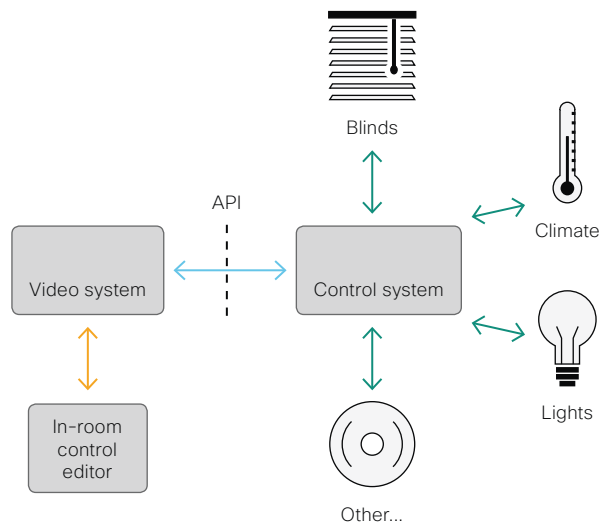 Blinds
API
Climate
Video system
Control system
Lights
In-room
control
editor
Other...